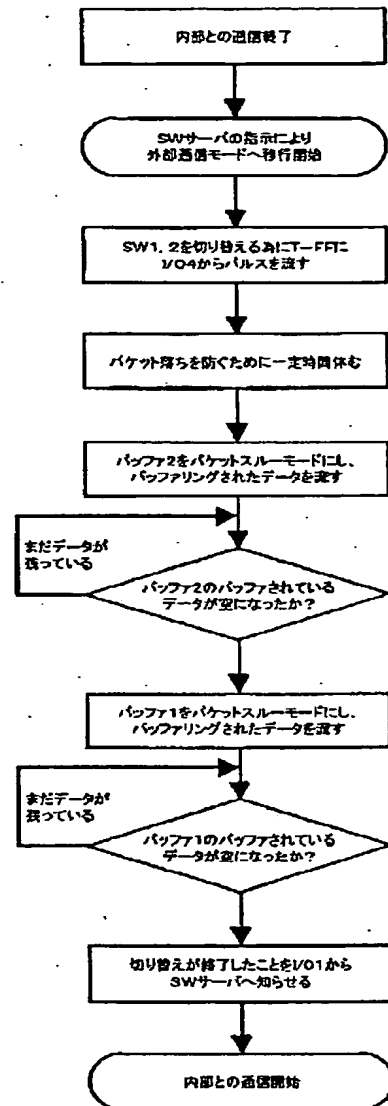 内部との通信終了
SWサーバの指示により
外部通信モードへ移行開始
SW1，2を切り替える為にT－FFに
I/O4からパルスを流す
パケット落ちを防ぐために一定時間休む
バッファ2をパケットスルーモードにし、
バッファリングされたデータを流す
まだデータが
残っている
バッファ2のバッファされている
データが空になったか？
バッファ1をパケットスルーモードにし、
バッファリングされたデータを流す
まだデータが
残っている
バッファ1のバッファされている
データが空になったか？
切り替えが終了したことをI/O1から
SWサーバへ知らせる
内部との通信開始